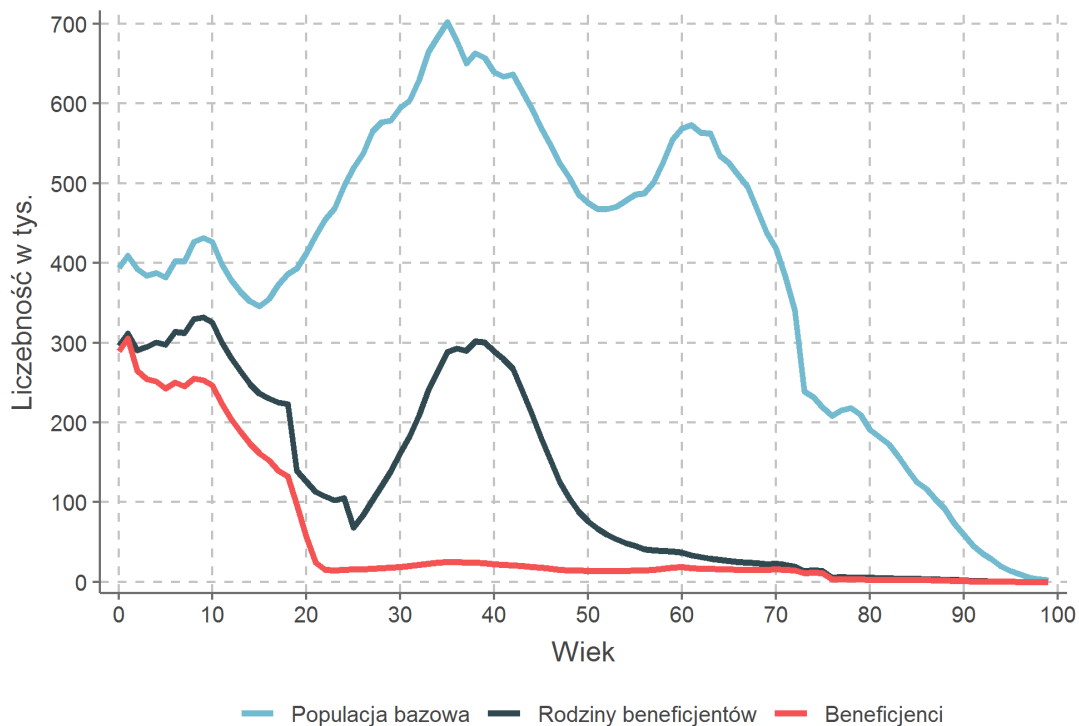 Liczebność w tys.
700
600
500
400
300
200
100
0
0 10 20 30 40 50 60 70 80 90 100
Wiek
Populacja bazowa Rodziny beneficjentów Beneficjenci